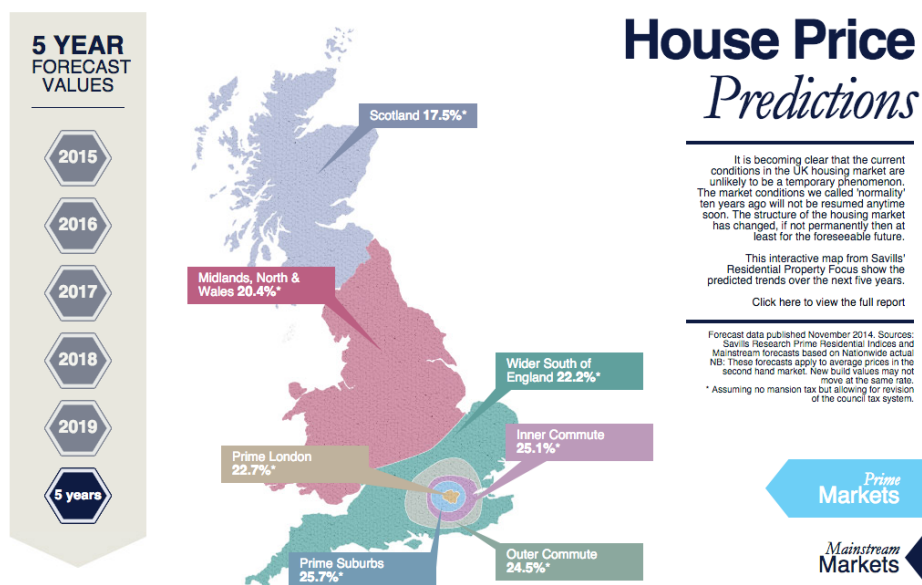 5 YEAR
FORECAST
VALUES
2015
2016
2017
2018
2019
5 years
Scotland 17.5%*
Midlands, North &
Wales 20.4%*
Wider South of
England 22.2%*
Inner Commute
25.1%*
Prime London
22.7%*
Prime Suburbs
25.7%*
Outer Commute
24.5%*
House Price
Predictions
It is becoming clear that the current
conditions in the UK housing market are
unlikely to be a temporary phenomenon.
The market conditions we called 'normality'
ten years ago will not be resumed anytime
soon. The structure of the housing market
has changed, if not permanently then at
least for the foreseeable future.
This interactive map from Savills'
Residential Property Focus show the
predicted trends over the next five years.
Click here to view the full report
Forecast data published November 2014. Sources:
Savills Research Prime Residential Indices and
Mainstream forecasts based on Nationwide actual
NB: These forecasts apply to average prices in the
second hand market. New build values may not
move at the same rate.
* Assuming no mansion tax but allowing for revision
of the council tax system.
Prime
Markets
Mainstream
Markets